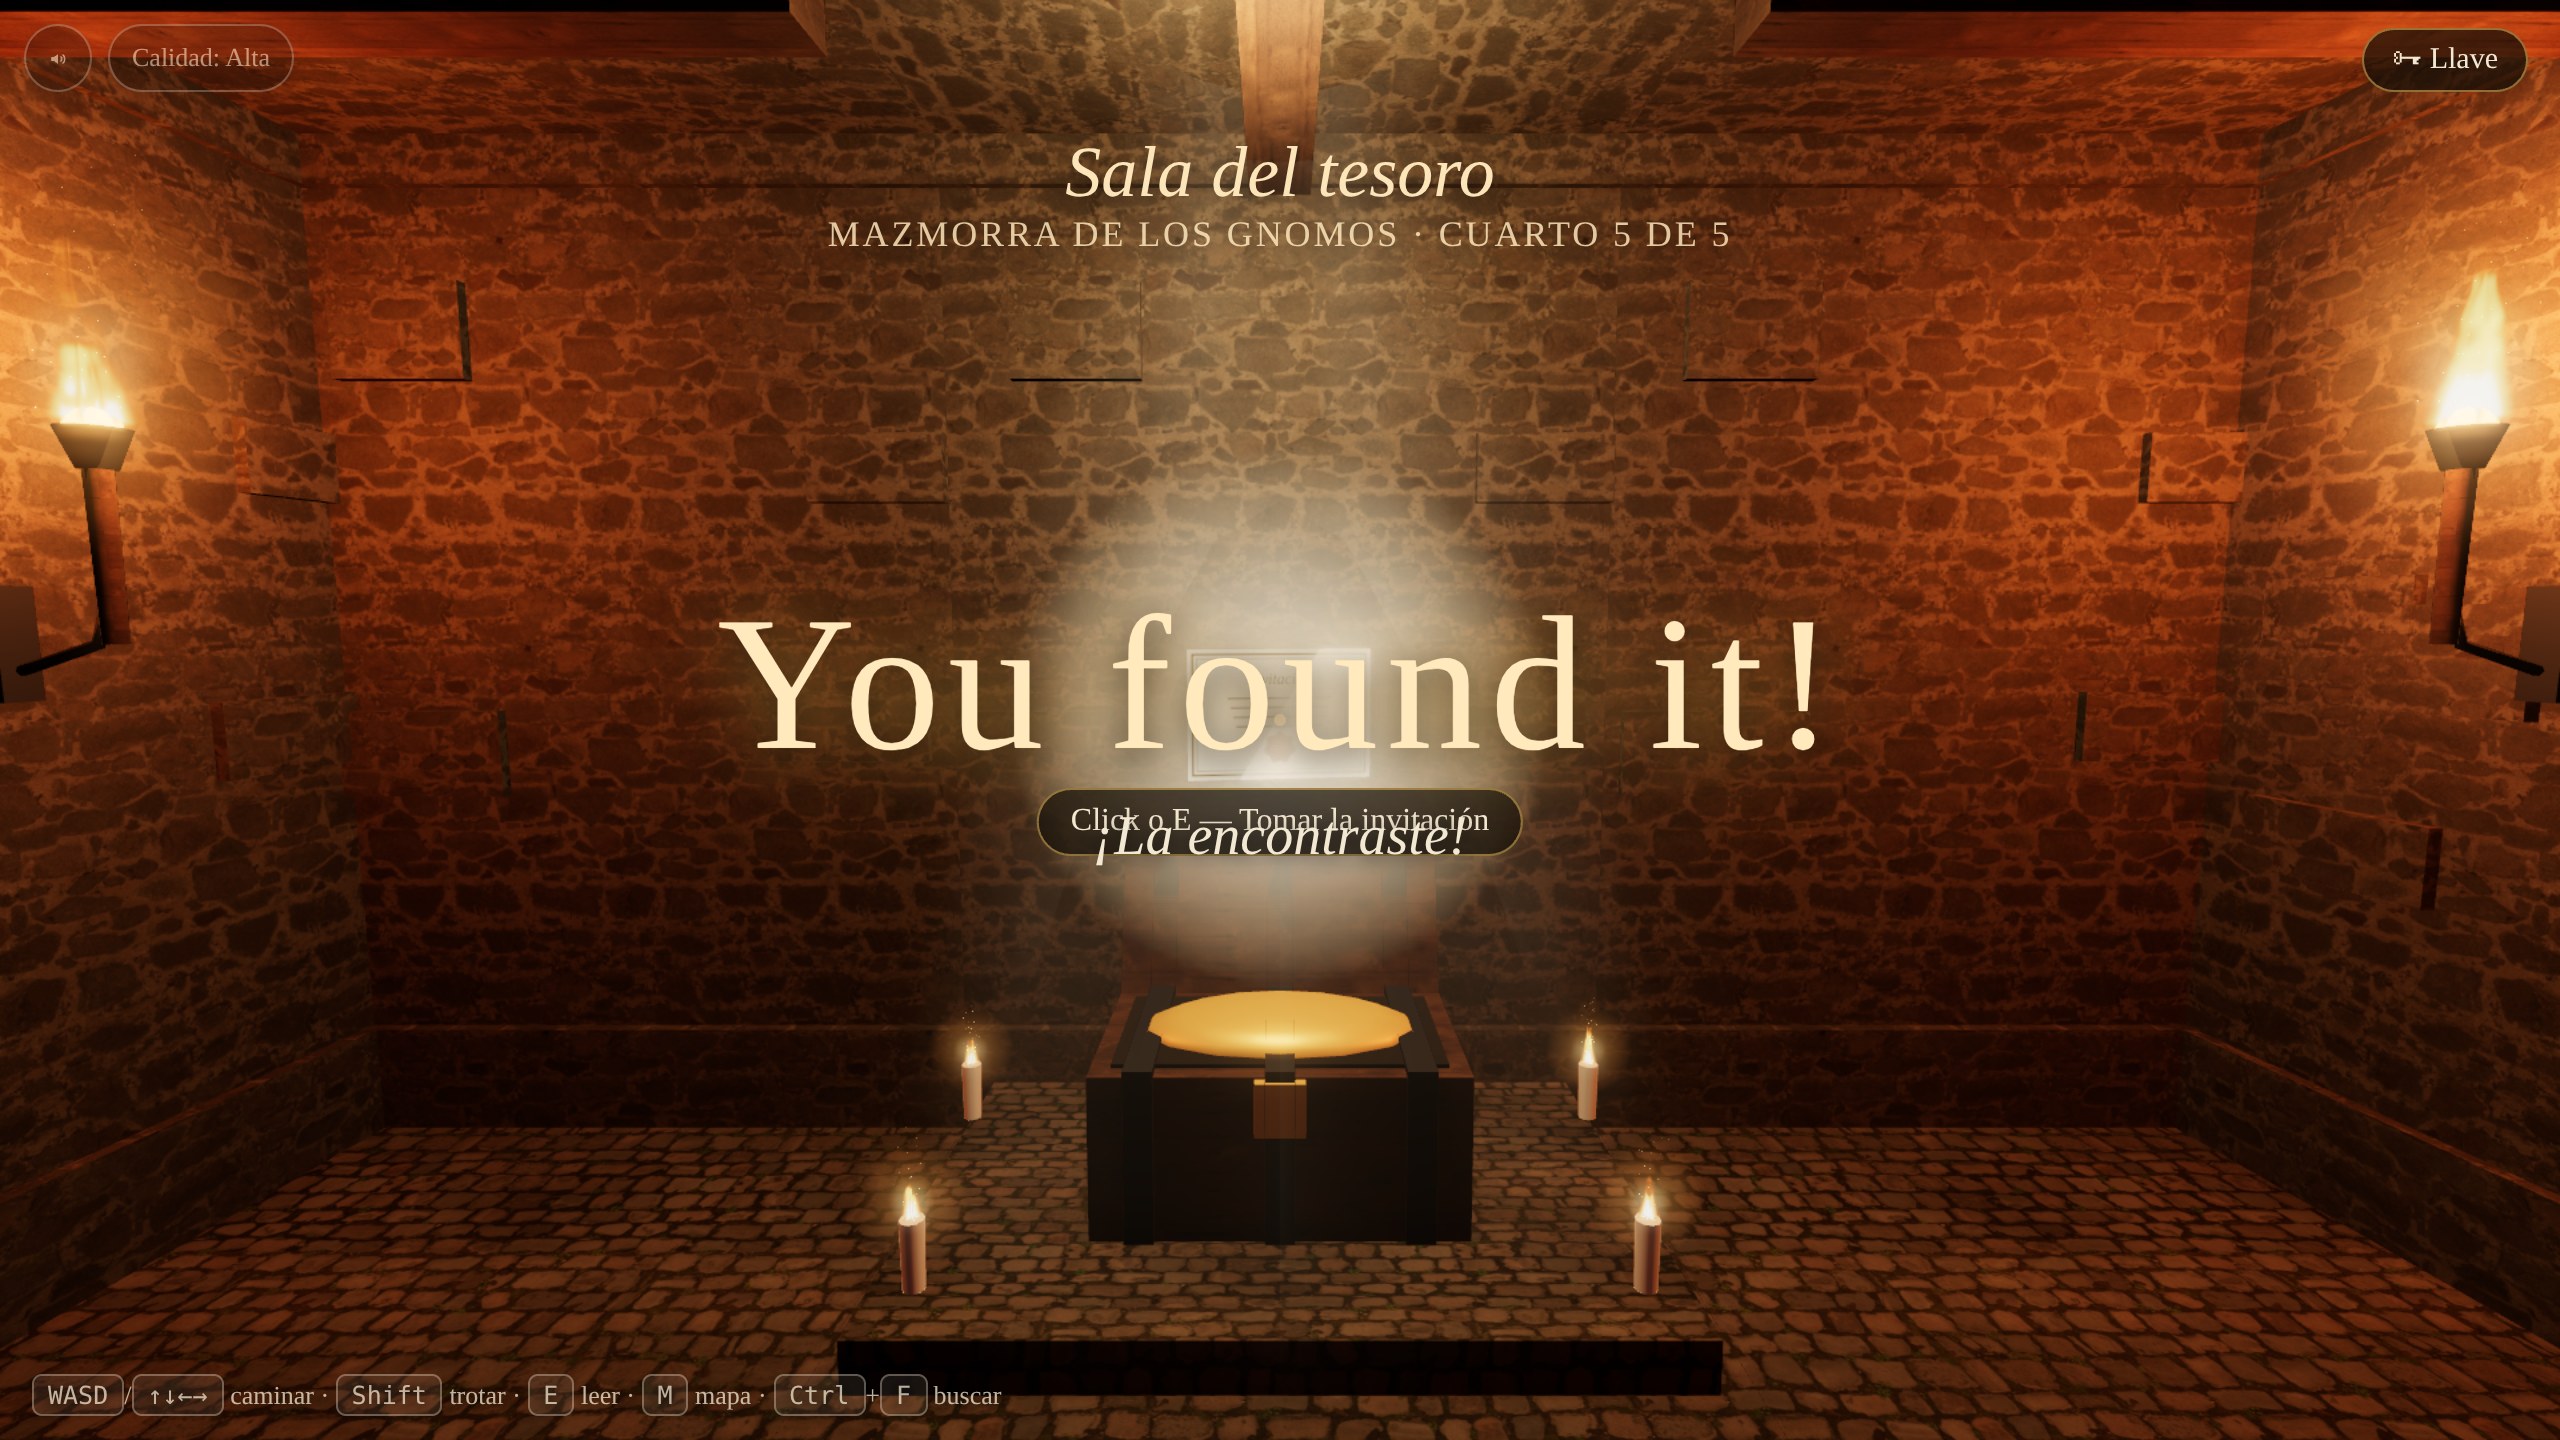 Calidad: Alta
Llave
Sala del tesoro
MAZMORRA DE LOS GNOMOS · CUARTO 5 DE 5
You found it!
Click o E — Tomar la invitación
¡La encontraste!
WASD/↑↓←→ caminar · Shift trotar · E leer · M mapa · Ctrl+F buscar